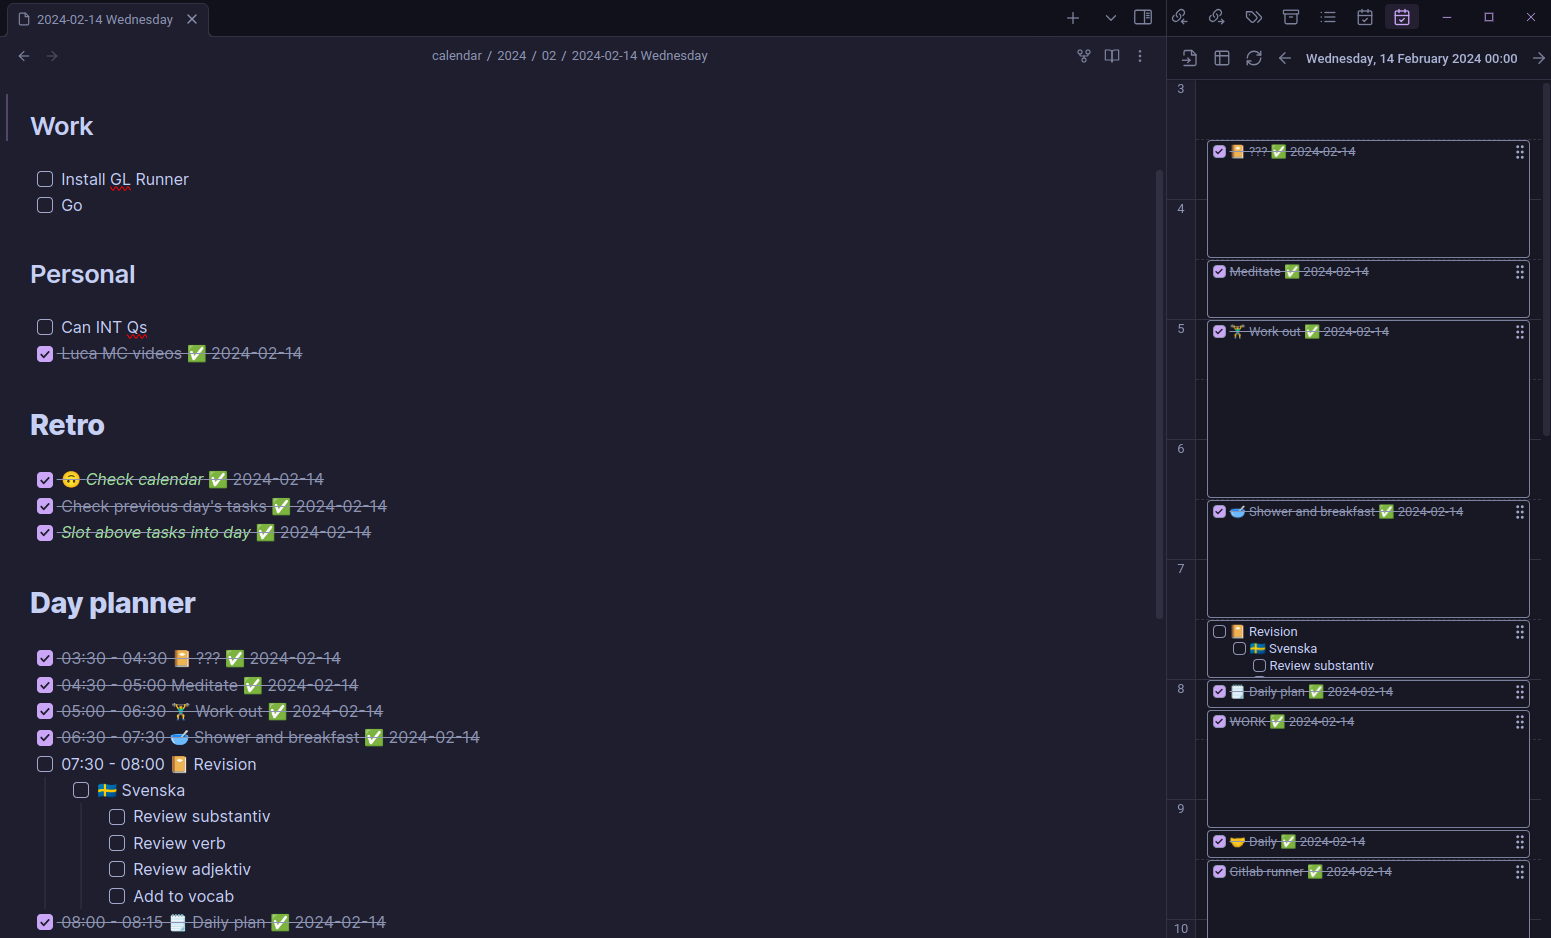 2024-02-14 Wednesday
calendar / 2024 / 02 / 2024-02-14 Wednesday
Work
Install GL Runner
Go
Personal
Can INT Qs
Luca MC videos ✅ 2024-02-14
Retro
🙃 Check calendar ✅ 2024-02-14
Check previous day's tasks ✅ 2024-02-14
Slot above tasks into day ✅ 2024-02-14
Day planner
03:30 - 04:30 📔 ??? ✅ 2024-02-14
04:30 - 05:00 Meditate ✅ 2024-02-14
05:00 - 06:30 🏋️ Work out ✅ 2024-02-14
06:30 - 07:30 🥣 Shower and breakfast ✅ 2024-02-14
07:30 - 08:00 📔 Revision
🇸🇪 Svenska
Review substantiv
Review verb
Review adjektiv
Add to vocab
08:00 - 08:15 🗒️ Daily plan ✅ 2024-02-14
Wednesday, 14 February 2024 00:00
3
📔 ??? ✅ 2024-02-14
4
Meditate ✅ 2024-02-14
5
🏋️ Work out ✅ 2024-02-14
6
🥣 Shower and breakfast ✅ 2024-02-14
7
📔 Revision
🇸🇪 Svenska
Review substantiv
8
🗒️ Daily plan ✅ 2024-02-14
WORK ✅ 2024-02-14
9
🤝 Daily ✅ 2024-02-14
Gitlab runner ✅ 2024-02-14
10